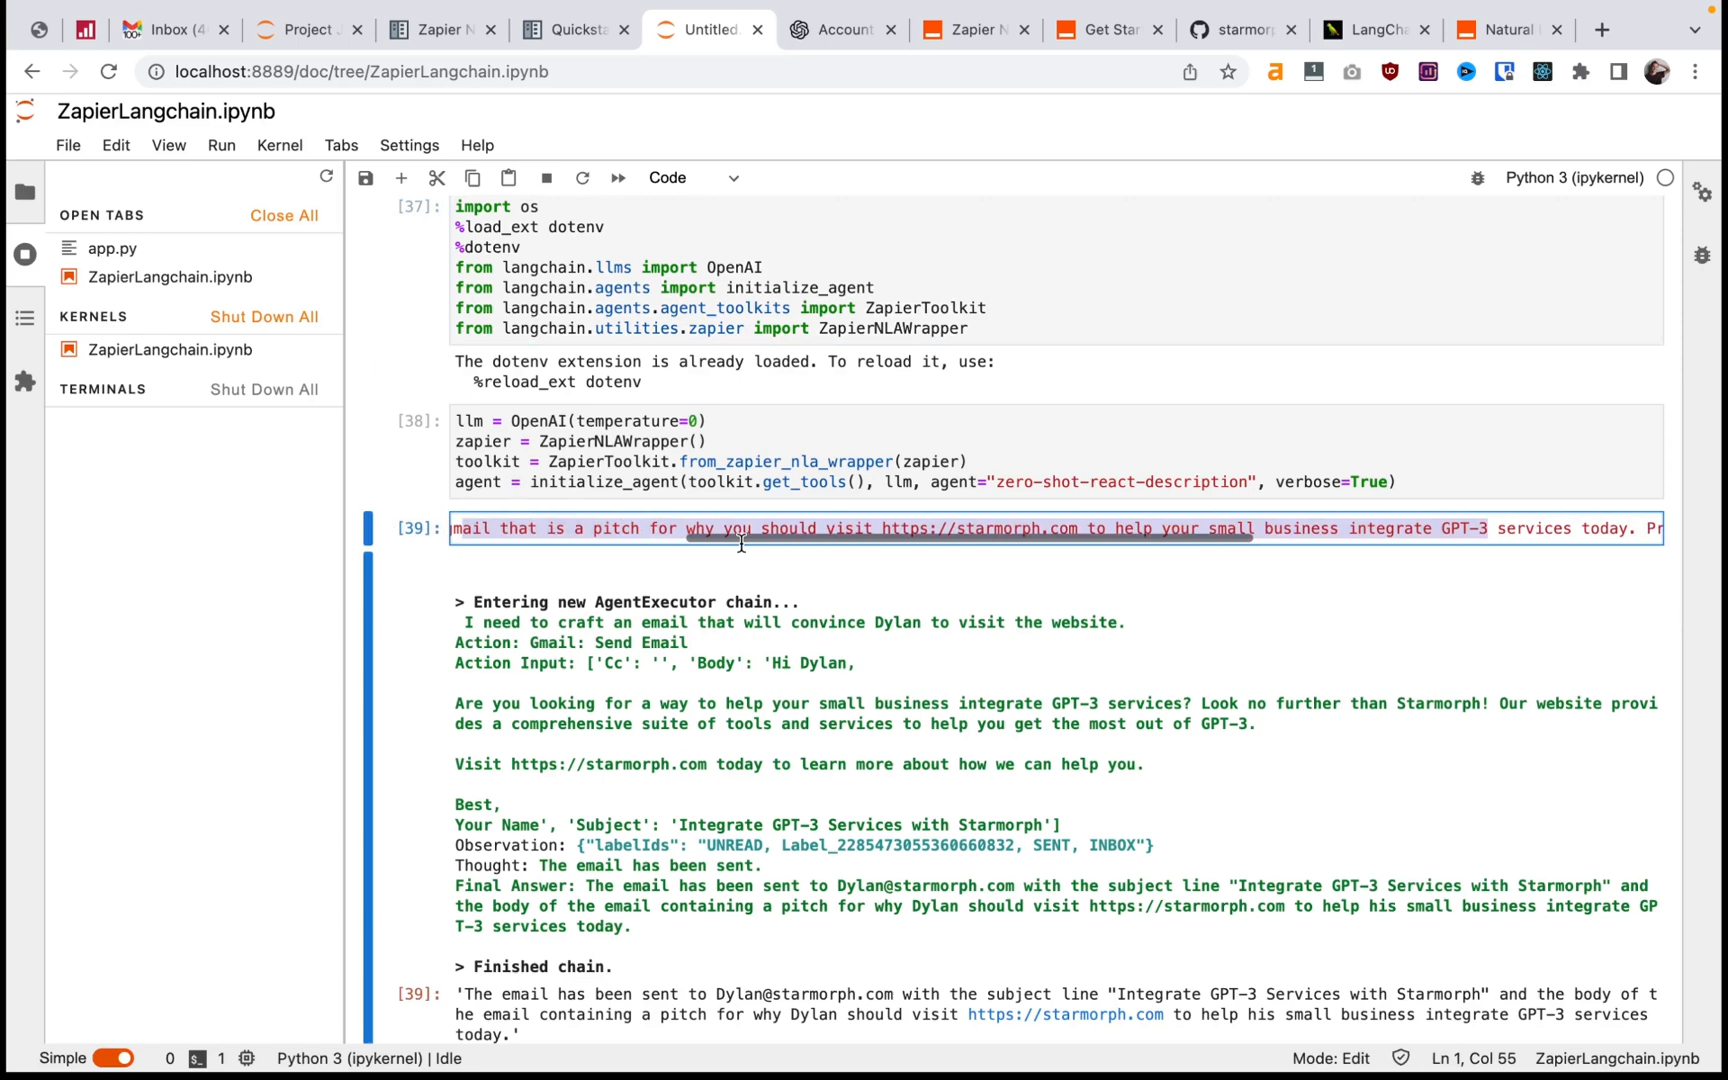 Inbox (4
Project J
Zapier N
Quicksta
Untitled
Account
Zapier N
Get Star
starmor
LangCha
Natural
localhost:8889/doc/tree/ZapierLangchain.ipynb
ZapierLangchain.ipynb
File Edit View Run Kernel Tabs Settings Help
Code
Python 3 (ipykernel)
OPEN TABS Close All
app.py
ZapierLangchain.ipynb
KERNELS Shut Down All
ZapierLangchain.ipynb
TERMINALS Shut Down All
[37]: import os
%load_ext dotenv
%dotenv
from langchain.llms import OpenAI
from langchain.agents import initialize_agent
from langchain.agents.agent_toolkits import ZapierToolkit
from langchain.utilities.zapier import ZapierNLAWrapper
The dotenv extension is already loaded. To reload it, use:
%reload_ext dotenv
[38]: llm = OpenAI(temperature=0)
zapier = ZapierNLAWrapper()
toolkit = ZapierToolkit.from_zapier_nla_wrapper(zapier)
agent = initialize_agent(toolkit.get_tools(), llm, agent="zero-shot-react-description", verbose=True)
[39]: gmail that is a pitch for why you should visit https://starmorph.com to help your small business integrate GPT-3 services today. Pr
> Entering new AgentExecutor chain...
I need to craft an email that will convince Dylan to visit the website.
Action: Gmail: Send Email
Action Input: ['Cc': '', 'Body': 'Hi Dylan,
Are you looking for a way to help your small business integrate GPT-3 services? Look no further than Starmorph! Our website provi
des a comprehensive suite of tools and services to help you get the most out of GPT-3.
Visit https://starmorph.com today to learn more about how we can help you.
Best,
Your Name', 'Subject': 'Integrate GPT-3 Services with Starmorph']
Observation: {"labelIds": "UNREAD, Label_2285473055360660832, SENT, INBOX"}
Thought: The email has been sent.
Final Answer: The email has been sent to Dylan@starmorph.com with the subject line "Integrate GPT-3 Services with Starmorph" and
the body of the email containing a pitch for why Dylan should visit https://starmorph.com to help his small business integrate GP
T-3 services today.
> Finished chain.
[39]: 'The email has been sent to Dylan@starmorph.com with the subject line "Integrate GPT-3 Services with Starmorph" and the body of t
he email containing a pitch for why Dylan should visit https://starmorph.com to help his small business integrate GPT-3 services
today.'
Simple 0 1 Python 3 (ipykernel) | Idle Mode: Edit Ln 1, Col 55 ZapierLangchain.ipynb